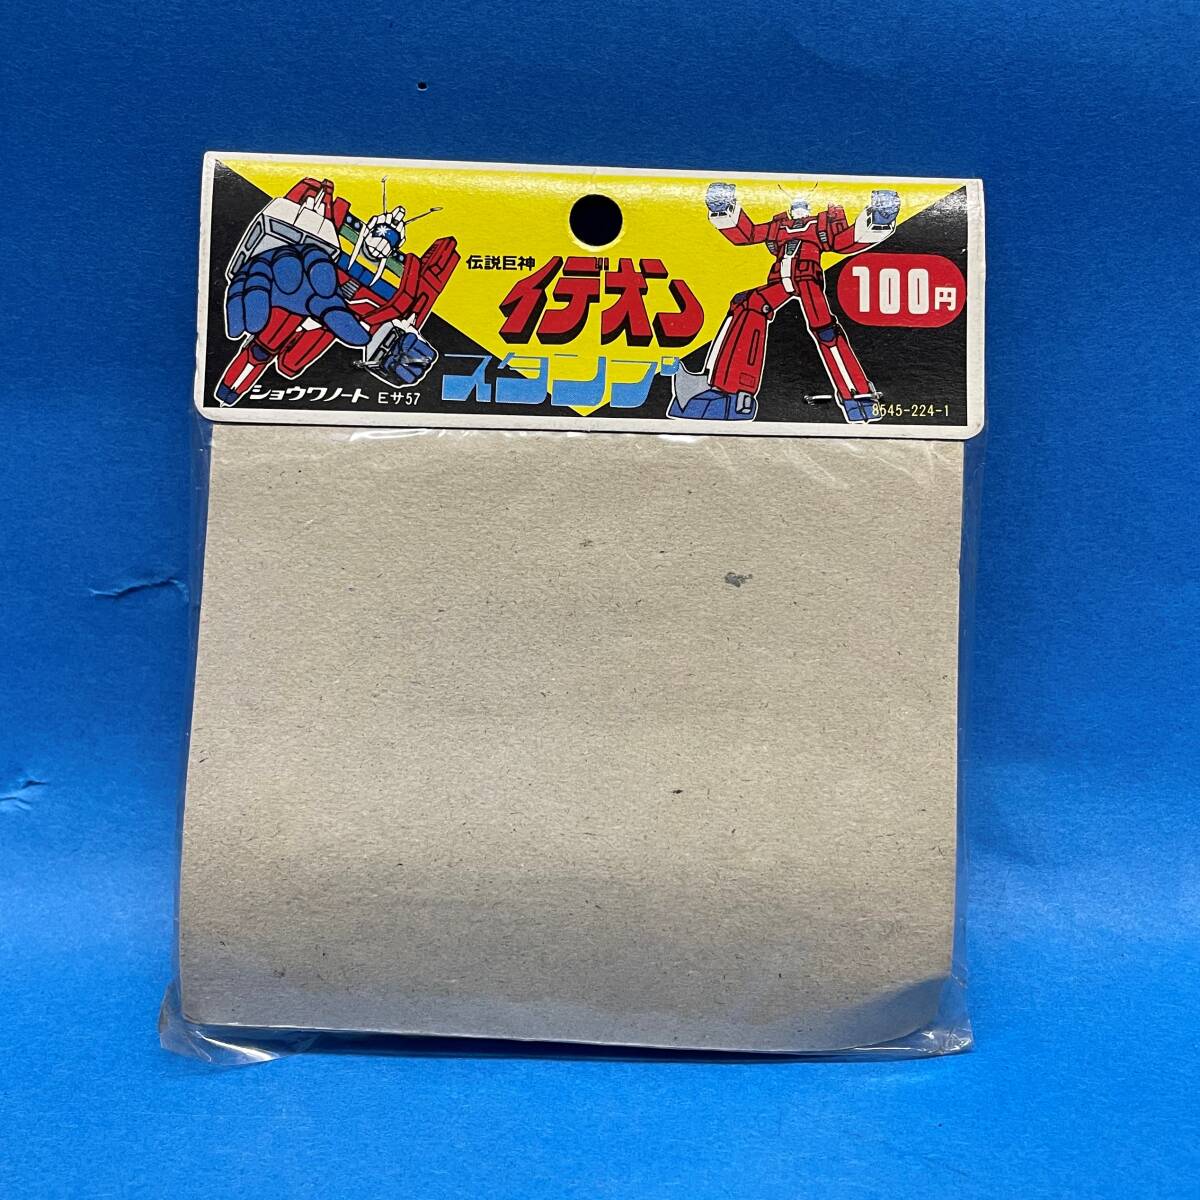 伝説巨神
イデオン
スタンプ
100円
ショウワノート Eサ57
8545-224-1